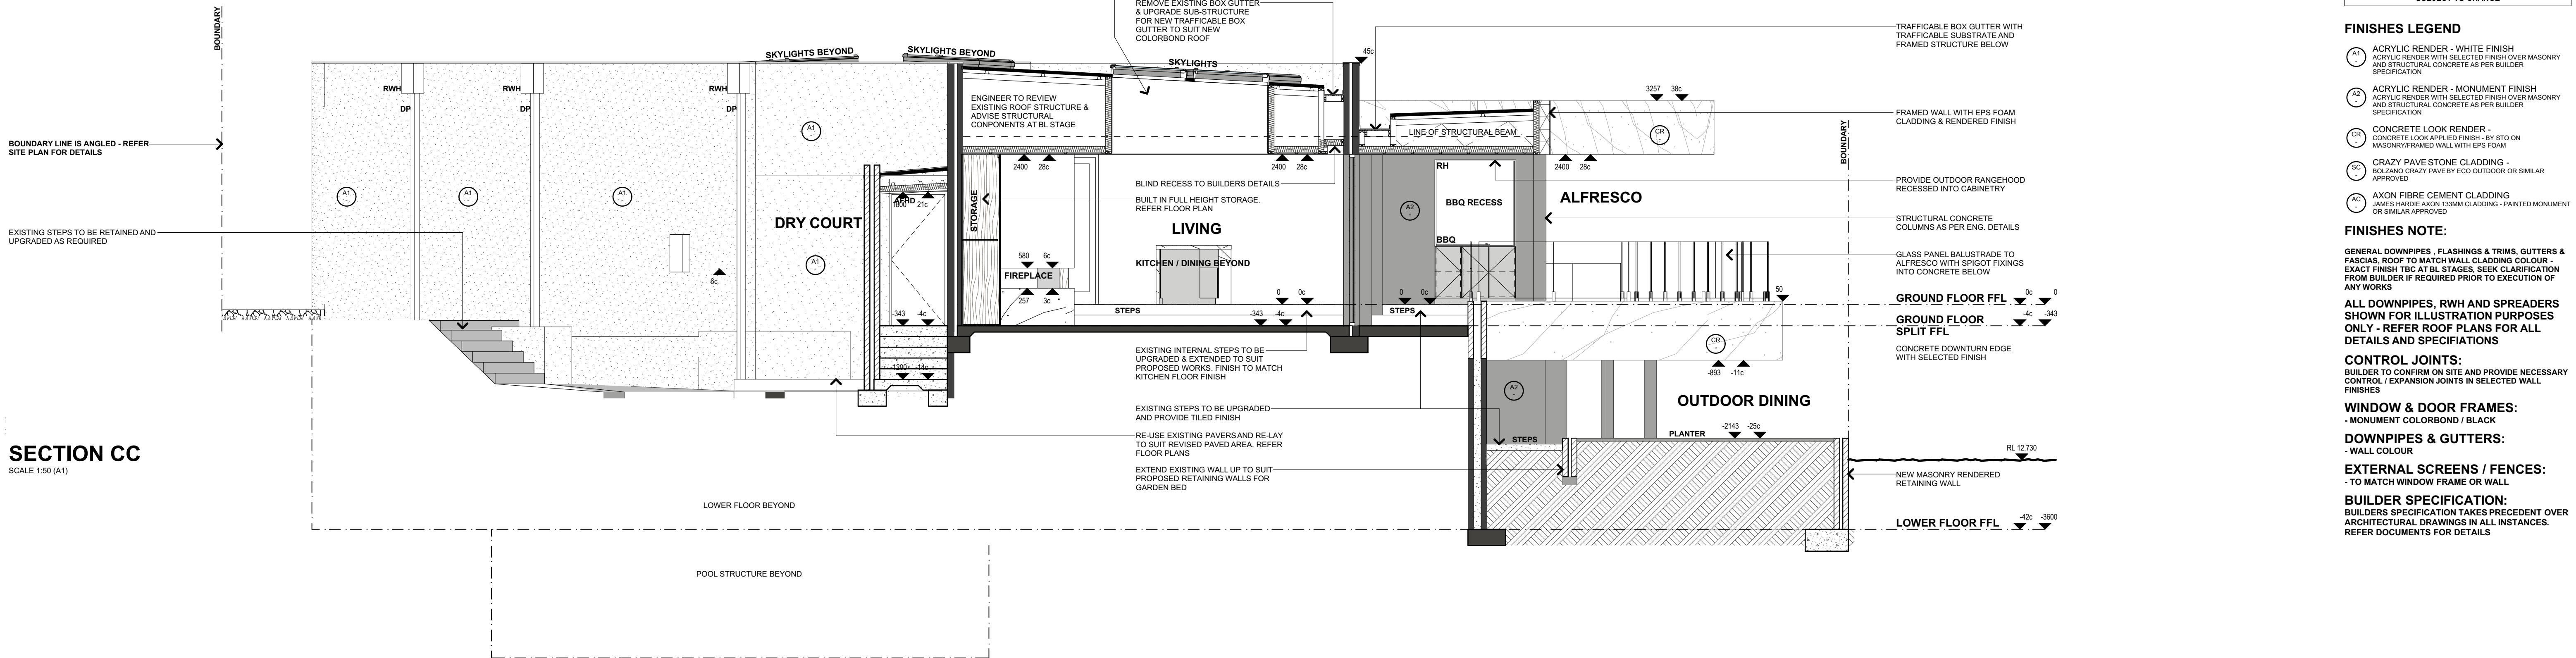 BOUNDARY
BOUNDARY LINE IS ANGLED - REFER
SITE PLAN FOR DETAILS
EXISTING STEPS TO BE RETAINED AND
UPGRADED AS REQUIRED
SECTION CC
SCALE 1:50 (A1)
RWH
DP
RWH
DP
RWH
DP
A1
-
A1
-
A1
-
A1
-
A1
-
6c
DRY COURT
SKYLIGHTS BEYOND
SKYLIGHTS BEYOND
SKYLIGHTS
REMOVE EXISTING BOX GUTTER
& UPGRADE SUB-STRUCTURE
FOR NEW TRAFFICABLE BOX
GUTTER TO SUIT NEW
COLORBOND ROOF
ENGINEER TO REVIEW
EXISTING ROOF STRUCTURE &
ADVISE STRUCTURAL
CONPONENTS AT BL STAGE
2400 28c
2400 28c
1800 21c
STORAGE
BLIND RECESS TO BUILDERS DETAILS
BUILT IN FULL HEIGHT STORAGE.
REFER FLOOR PLAN
LIVING
KITCHEN / DINING BEYOND
580 6c
FIREPLACE
257 3c
-343 -4c
-1200 -14c
STEPS
-343 -4c
0 0c
0 0c
STEPS
EXISTING INTERNAL STEPS TO BE
UPGRADED & EXTENDED TO SUIT
PROPOSED WORKS. FINISH TO MATCH
KITCHEN FLOOR FINISH
EXISTING STEPS TO BE UPGRADED
AND PROVIDE TILED FINISH
RE-USE EXISTING PAVERS AND RE-LAY
TO SUIT REVISED PAVED AREA. REFER
FLOOR PLANS
EXTEND EXISTING WALL UP TO SUIT
PROPOSED RETAINING WALLS FOR
GARDEN BED
LOWER FLOOR BEYOND
POOL STRUCTURE BEYOND
45c
LINE OF STRUCTURAL BEAM
3257 38c
CR
-
2400 28c
RH
BBQ RECESS
BBQ
A2
-
ALFRESCO
50
CR
-
-893 -11c
A2
-
OUTDOOR DINING
STEPS
PLANTER
-2143 -25c
BOUNDARY
RL 12.730
TRAFFICABLE BOX GUTTER WITH
TRAFFICABLE SUBSTRATE AND
FRAMED STRUCTURE BELOW
FRAMED WALL WITH EPS FOAM
CLADDING & RENDERED FINISH
PROVIDE OUTDOOR RANGEHOOD
RECESSED INTO CABINETRY
STRUCTURAL CONCRETE
COLUMNS AS PER ENG. DETAILS
GLASS PANEL BALUSTRADE TO
ALFRESCO WITH SPIGOT FIXINGS
INTO CONCRETE BELOW
GROUND FLOOR FFL 0c 0
GROUND FLOOR
SPLIT FFL
-4c -343
CONCRETE DOWNTURN EDGE
WITH SELECTED FINISH
NEW MASONRY RENDERED
RETAINING WALL
LOWER FLOOR FFL -42c -3600
FINISHES LEGEND
A1
-
ACRYLIC RENDER - WHITE FINISH
ACRYLIC RENDER WITH SELECTED FINISH OVER MASONRY
AND STRUCTURAL CONCRETE AS PER BUILDER
SPECIFICATION
A2
-
ACRYLIC RENDER - MONUMENT FINISH
ACRYLIC RENDER WITH SELECTED FINISH OVER MASONRY
AND STRUCTURAL CONCRETE AS PER BUILDER
SPECIFICATION
CR
-
CONCRETE LOOK RENDER -
CONCRETE LOOK APPLIED FINISH - BY STO ON
MASONRY/FRAMED WALL WITH EPS FOAM
SC
-
CRAZY PAVE STONE CLADDING -
BOLZANO CRAZY PAVE BY ECO OUTDOOR OR SIMILAR
APPROVED
AC
-
AXON FIBRE CEMENT CLADDING
JAMES HARDIE AXON 133MM CLADDING - PAINTED MONUMENT
OR SIMILAR APPROVED
FINISHES NOTE:
GENERAL DOWNPIPES , FLASHINGS & TRIMS, GUTTERS &
FASCIAS, ROOF TO MATCH WALL CLADDING COLOUR -
EXACT FINISH TBC AT BL STAGES, SEEK CLARIFICATION
FROM BUILDER IF REQUIRED PRIOR TO EXECUTION OF
ANY WORKS
ALL DOWNPIPES, RWH AND SPREADERS
SHOWN FOR ILLUSTRATION PURPOSES
ONLY - REFER ROOF PLANS FOR ALL
DETAILS AND SPECIFIATIONS
CONTROL JOINTS:
BUILDER TO CONFIRM ON SITE AND PROVIDE NECESSARY
CONTROL / EXPANSION JOINTS IN SELECTED WALL
FINISHES
WINDOW & DOOR FRAMES:
- MONUMENT COLORBOND / BLACK
DOWNPIPES & GUTTERS:
- WALL COLOUR
EXTERNAL SCREENS / FENCES:
- TO MATCH WINDOW FRAME OR WALL
BUILDER SPECIFICATION:
BUILDERS SPECIFICATION TAKES PRECEDENT OVER
ARCHITECTURAL DRAWINGS IN ALL INSTANCES.
REFER DOCUMENTS FOR DETAILS